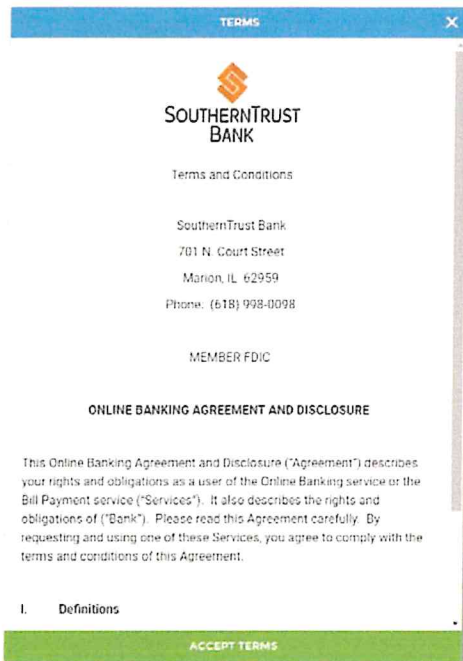 TERMS X
SOUTHERNTRUST
BANK
Terms and Conditions
SouthernTrust Bank
701 N. Court Street
Marion, IL 62959
Phone: (618) 998-0098
MEMBER FDIC
ONLINE BANKING AGREEMENT AND DISCLOSURE
This Online Banking Agreement and Disclosure ("Agreement") describes
your rights and obligations as a user of the Online Banking service or the
Bill Payment service ("Services"). It also describes the rights and
obligations of ("Bank"). Please read this Agreement carefully. By
requesting and using one of these Services, you agree to comply with the
terms and conditions of this Agreement.
I. Definitions
ACCEPT TERMS